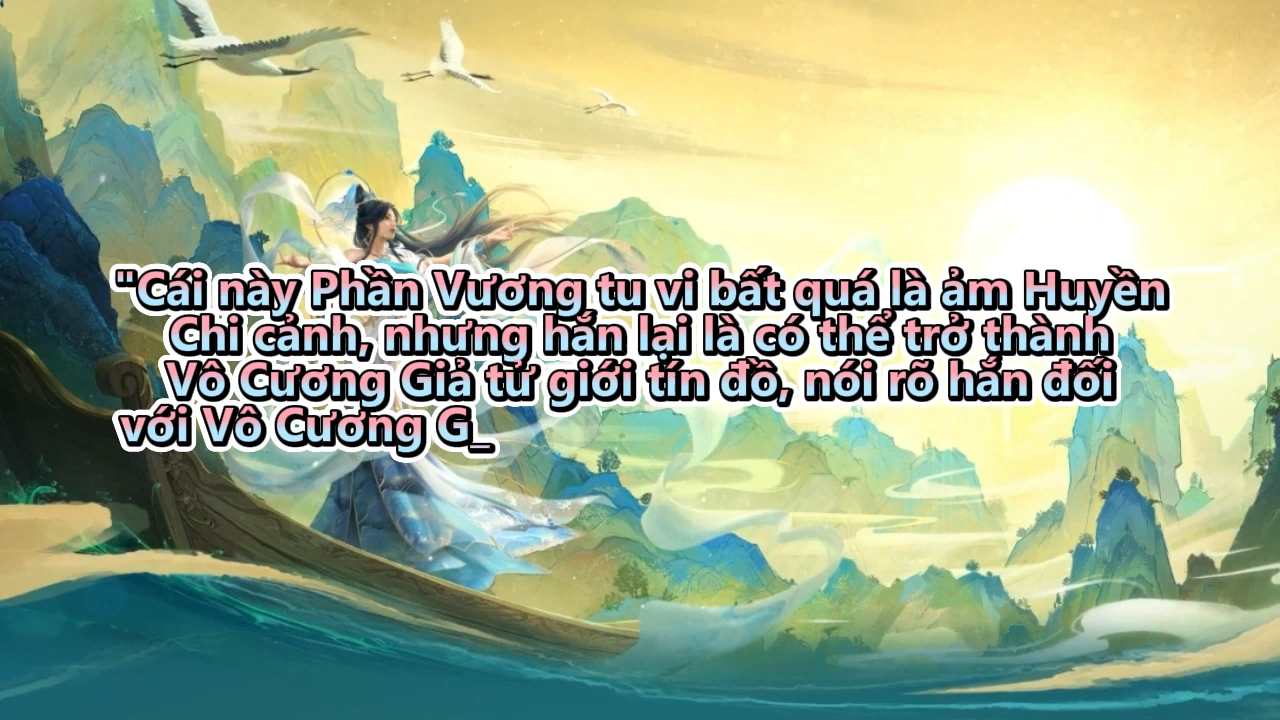 "Cái này Phần Vương tu vi bất quá là ảm Huyền
Chi cảnh, nhưng hắn lại là có thể trở thành
Vô Cương Giả tử giới tín đồ, nói rõ hắn đối
với Vô Cương G_